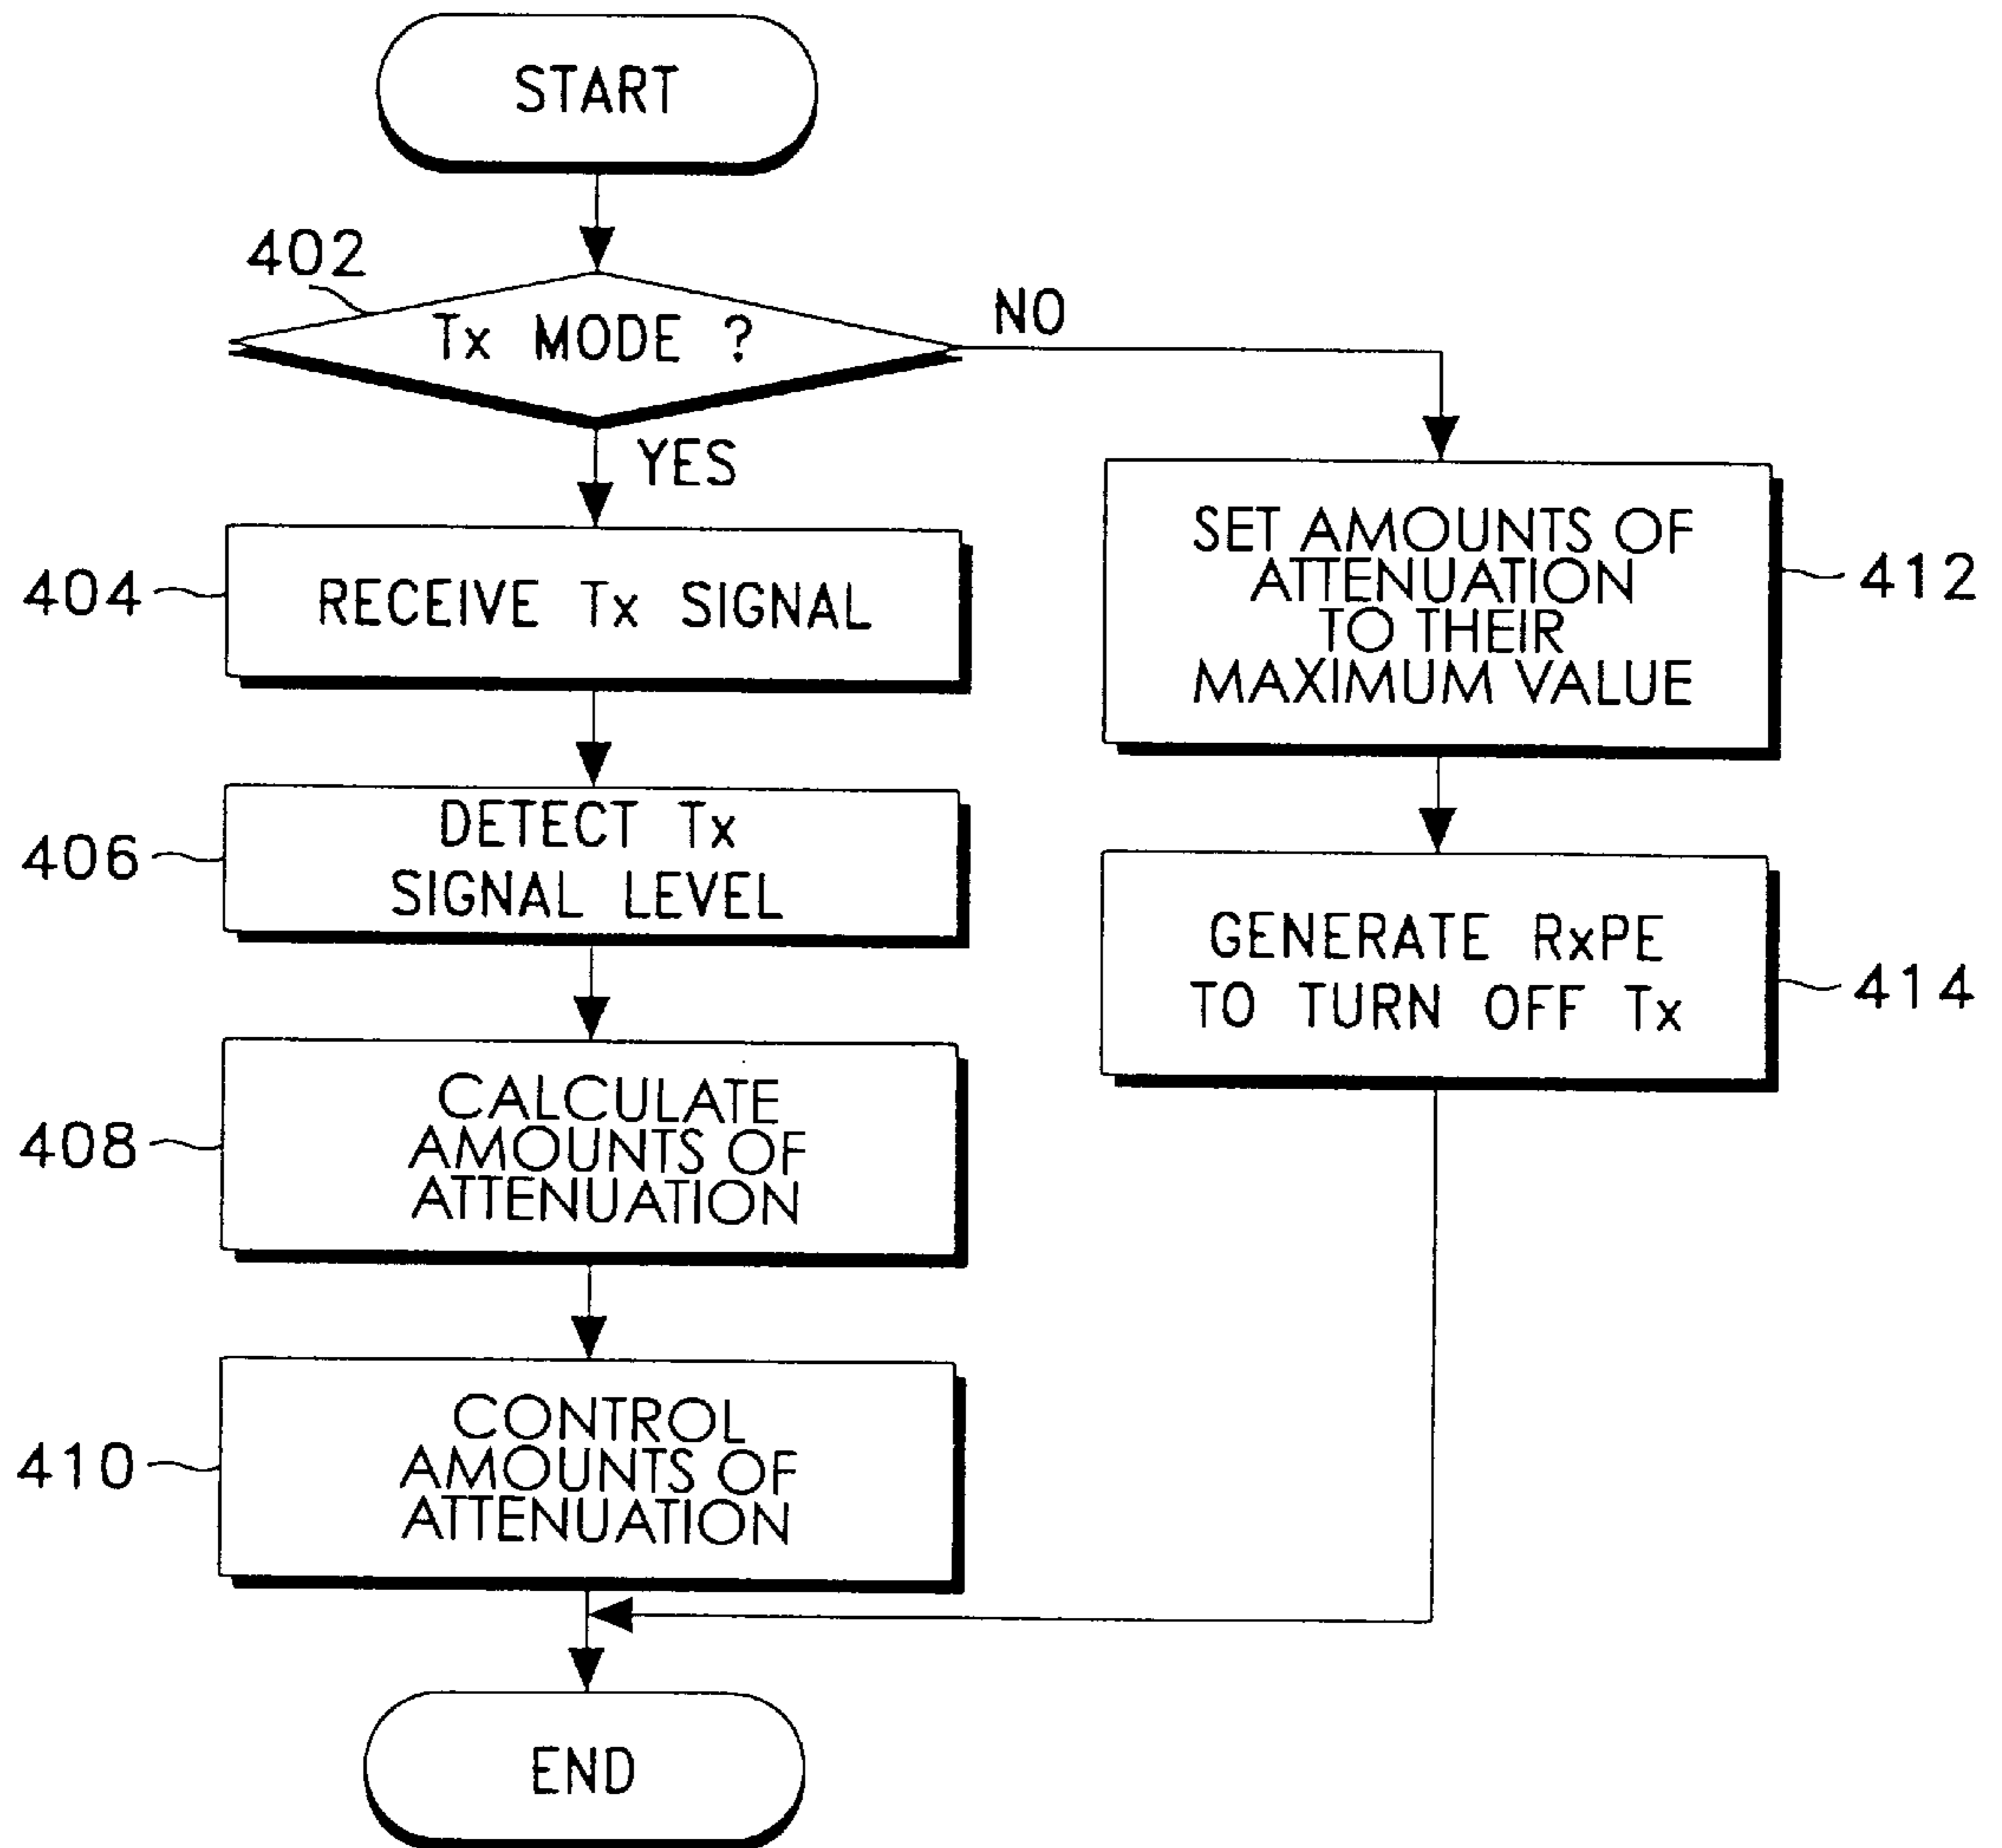 START
402
Tx MODE ?
NO
YES
404
RECEIVE Tx SIGNAL
SET AMOUNTS OF
ATTENUATION
TO THEIR
MAXIMUM VALUE
412
406
DETECT Tx
SIGNAL LEVEL
GENERATE RxPE
TO TURN OFF Tx
414
408
CALCULATE
AMOUNTS OF
ATTENUATION
410
CONTROL
AMOUNTS OF
ATTENUATION
END